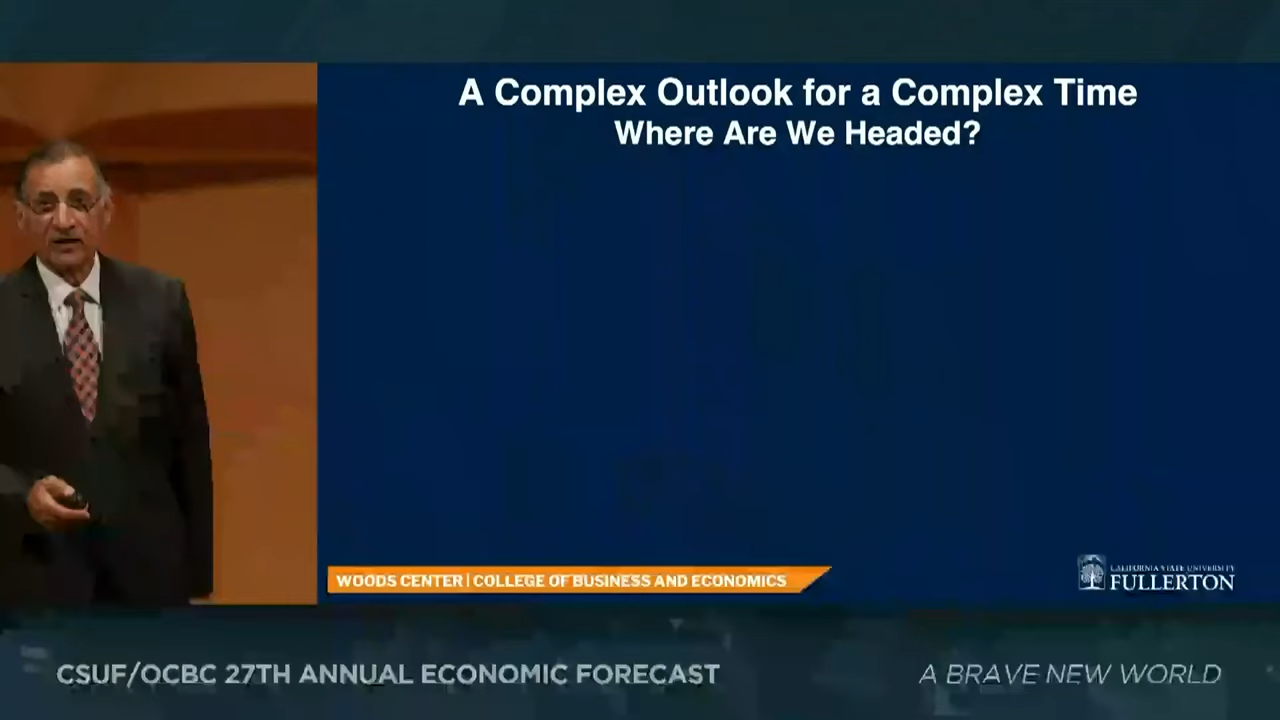 A Complex Outlook for a Complex Time
Where Are We Headed?
WOODS CENTER | COLLEGE OF BUSINESS AND ECONOMICS
CALIFORNIA STATE UNIVERSITY
FULLERTON
CSUF/OCBC 27TH ANNUAL ECONOMIC FORECAST
A BRAVE NEW WORLD